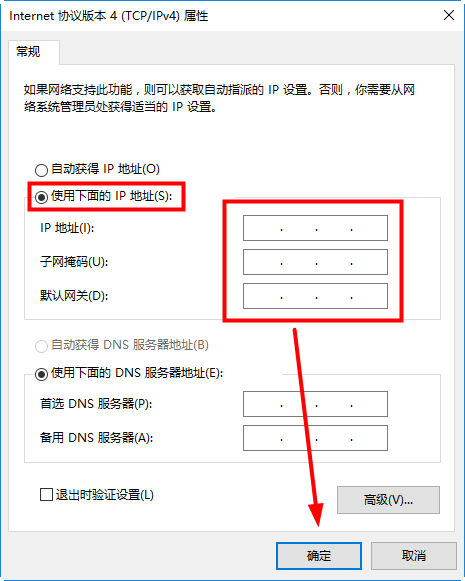 Internet 协议版本 4 (TCP/IPv4) 属性
常规
如果网络支持此功能，则可以获取自动指派的 IP 设置。否则，你需要从网
络系统管理员处获得适当的 IP 设置。
自动获得 IP 地址(O)
使用下面的 IP 地址(S):
IP 地址(I):
子网掩码(U):
默认网关(D):
自动获得 DNS 服务器地址(B)
使用下面的 DNS 服务器地址(E):
首选 DNS 服务器(P):
备用 DNS 服务器(A):
退出时验证设置(L)
高级(V)...
确定
取消